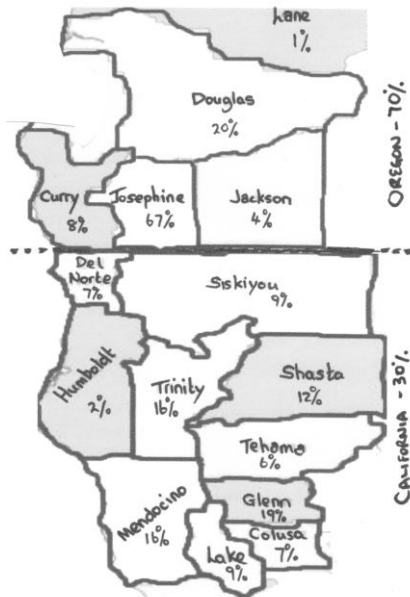 Lane
1%
Douglas
20%
OREGON - 70%
Curry
8%
Josephine
67%
Jackson
4%
Del
Norte
7%
Siskiyou
9%
Humboldt
2%
Trinity
16%
Shasta
12%
Tehama
6%
CALIFORNIA - 30%
Glenn
19%
Mendocino
16%
Lake
9%
Colusa
7%